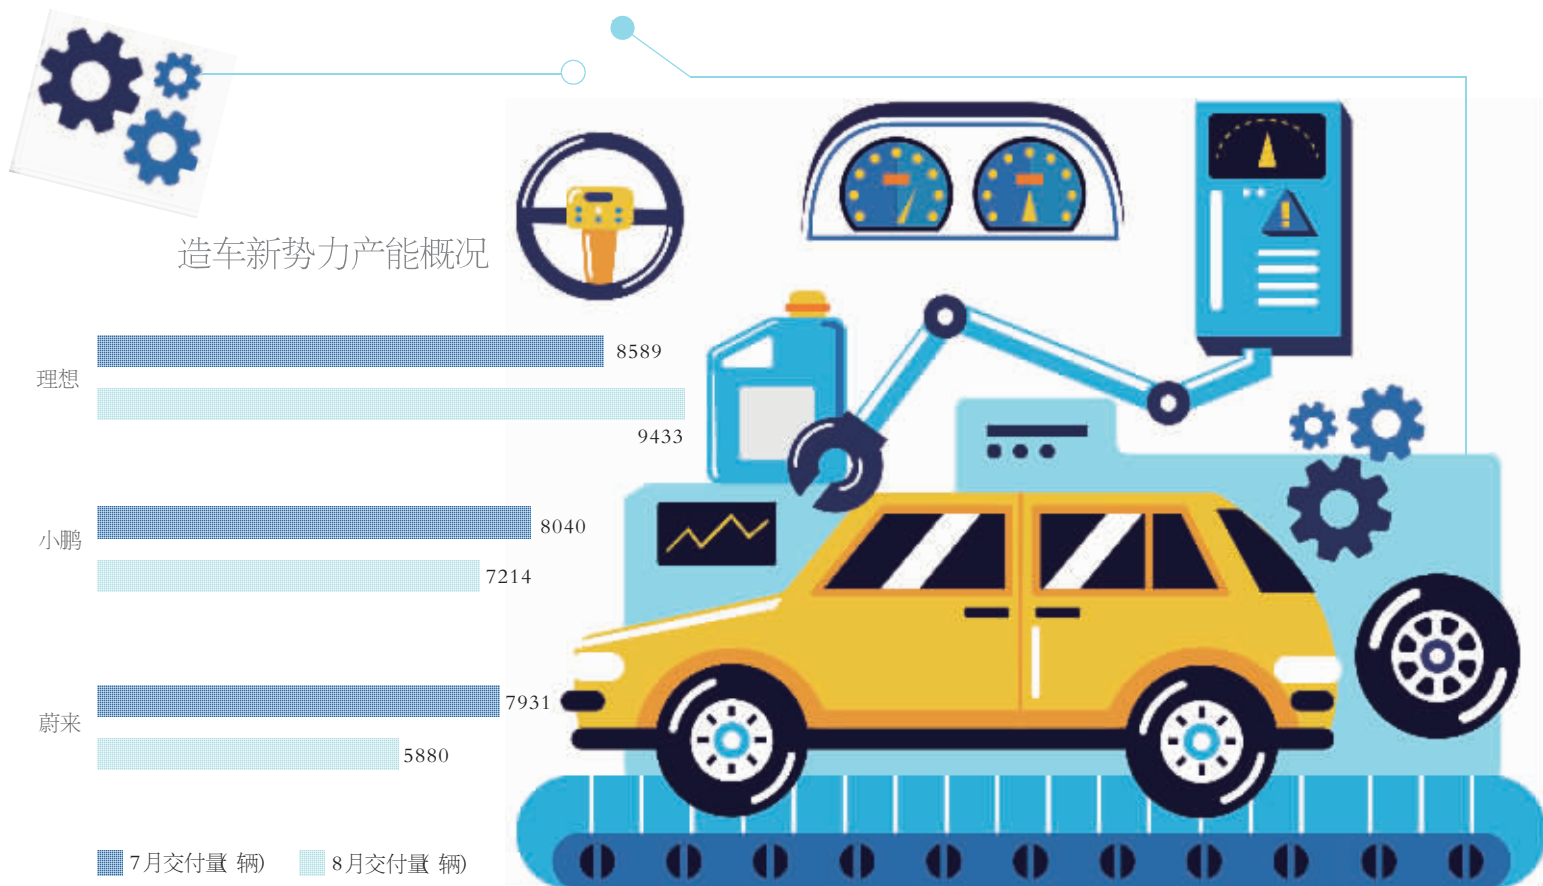 造车新势力产能概况
理想
8589
9433
小鹏
8040
7214
蔚来
7931
5880
7月交付量(辆)
8月交付量(辆)